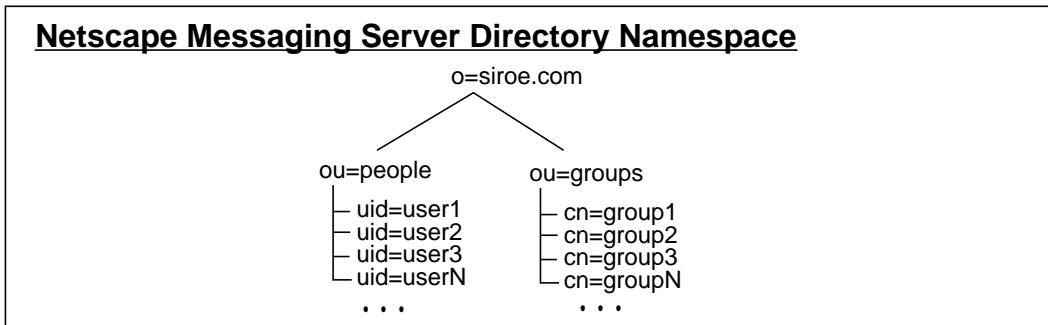 Netscape Messaging Server Directory Namespace
o=siroe.com
ou=people ou=groups
uid=user1 cn=group1
uid=user2 cn=group2
uid=user3 cn=group3
uid=userN cn=groupN
. . . . . .